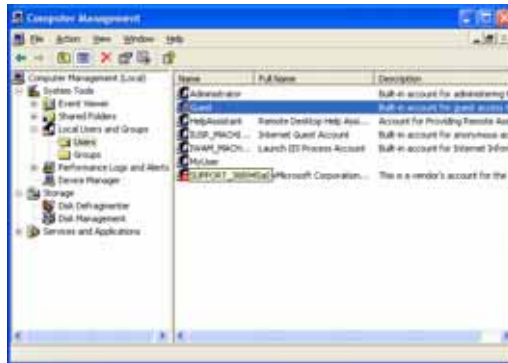 Computer Management
File Action View Window Help
Computer Management (Local)
System Tools
Event Viewer
Shared Folders
Local Users and Groups
Users
Groups
Performance Logs and Alerts
Device Manager
Storage
Disk Defragmenter
Disk Management
Services and Applications
Name Full Name Description
Administrator Built-in account for administering
Guest Built-in account for guest access
HelpAssistant Remote Desktop Help Assi... Account for Providing Remote Ass
IUSR_MACHI... Internet Guest Account Built-in account for anonymous a
IWAM_MACH... Launch IIS Process Account Built-in account for Internet Infor
MyUser
Microsoft Corporation... This is a vendor's account for the